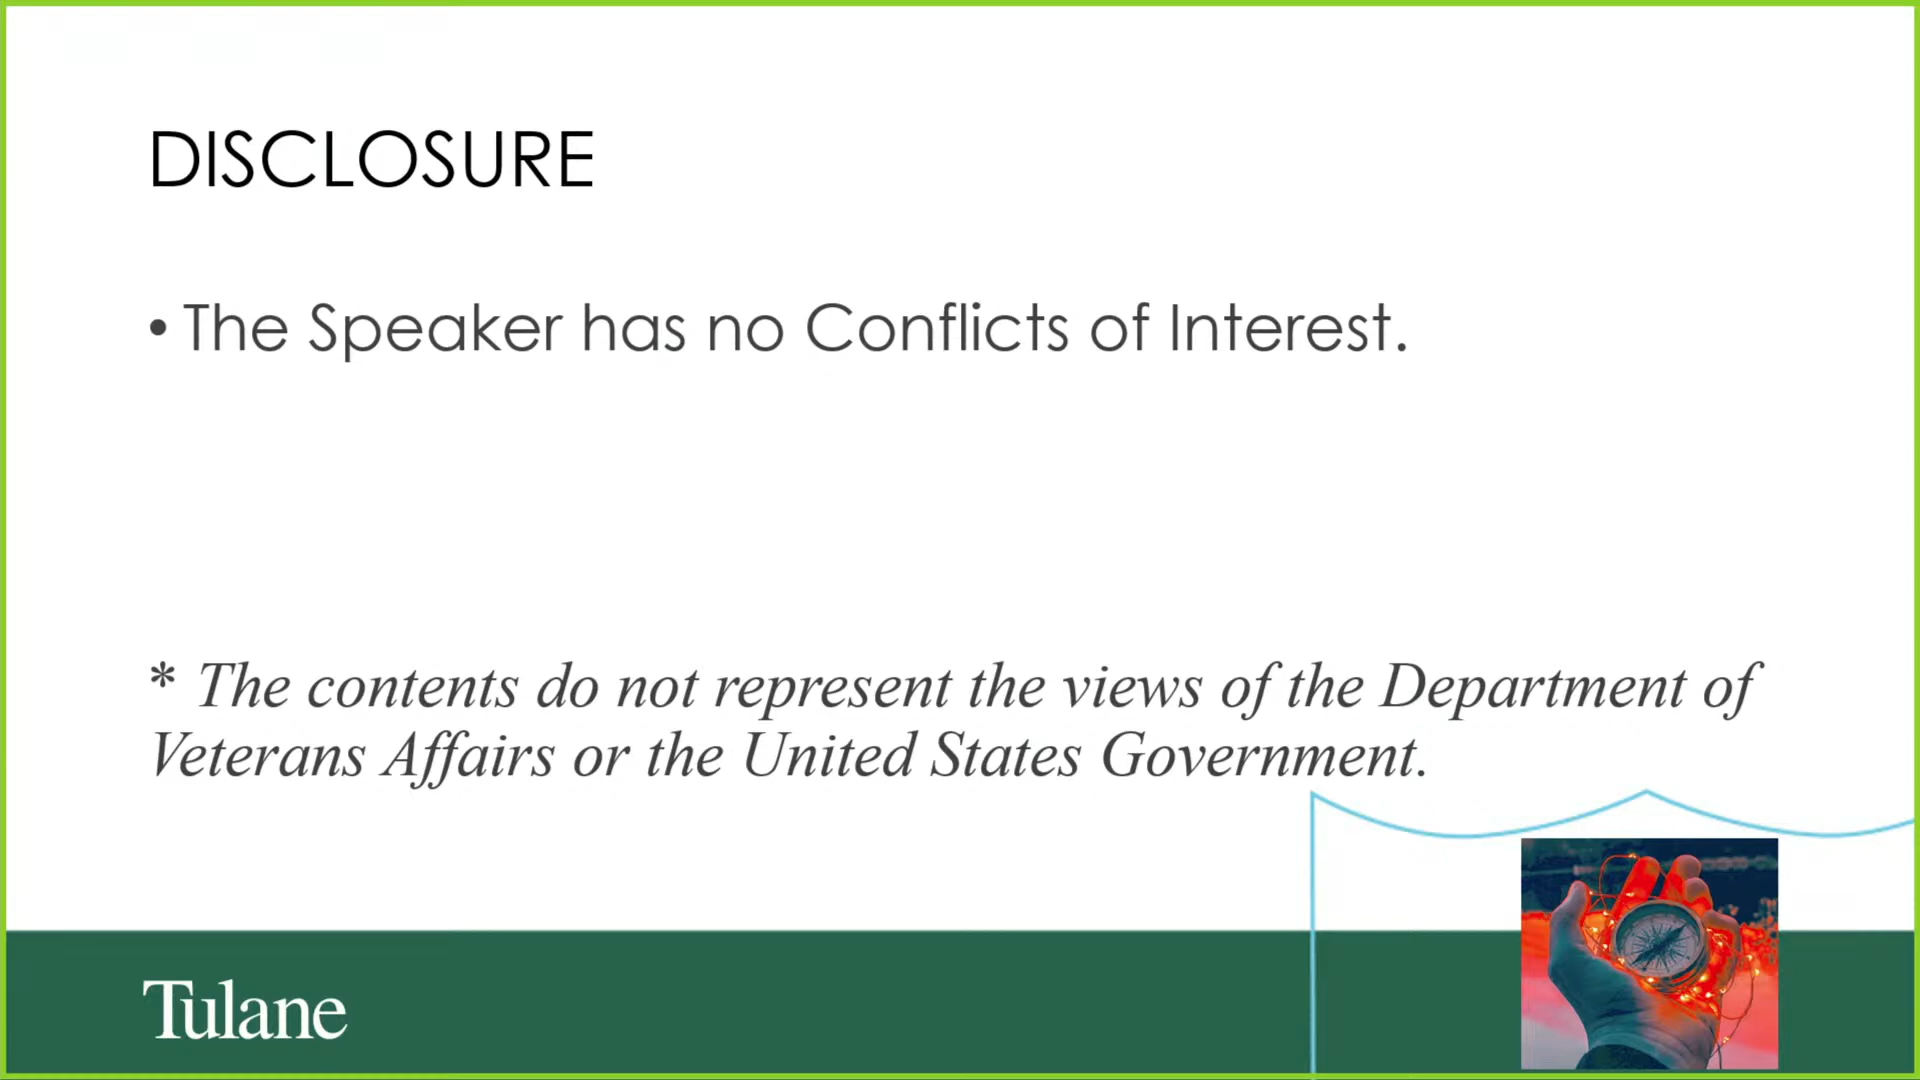 DISCLOSURE
• The Speaker has no Conflicts of Interest.
* The contents do not represent the views of the Department of
Veterans Affairs or the United States Government.
Tulane